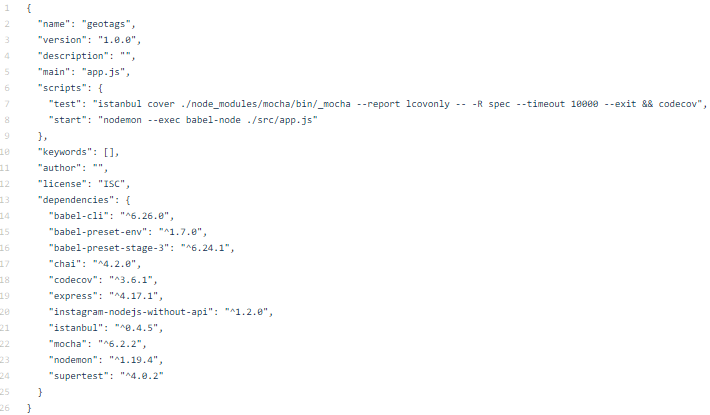 1 {
2 "name": "geotags",
3 "version": "1.0.0",
4 "description": "",
5 "main": "app.js",
6 "scripts": {
7 "test": "istanbul cover ./node_modules/mocha/bin/_mocha --report lcovonly -- -R spec --timeout 10000 --exit && codecov",
8 "start": "nodemon --exec babel-node ./src/app.js"
9 },
10 "keywords": [],
11 "author": "",
12 "license": "ISC",
13 "dependencies": {
14 "babel-cli": "^6.26.0",
15 "babel-preset-env": "^1.7.0",
16 "babel-preset-stage-3": "^6.24.1",
17 "chai": "^4.2.0",
18 "codecov": "^3.6.1",
19 "express": "^4.17.1",
20 "instagram-nodejs-without-api": "^1.2.0",
21 "istanbul": "^0.4.5",
22 "mocha": "^6.2.2",
23 "nodemon": "^1.19.4",
24 "supertest": "^4.0.2"
25 }
26 }